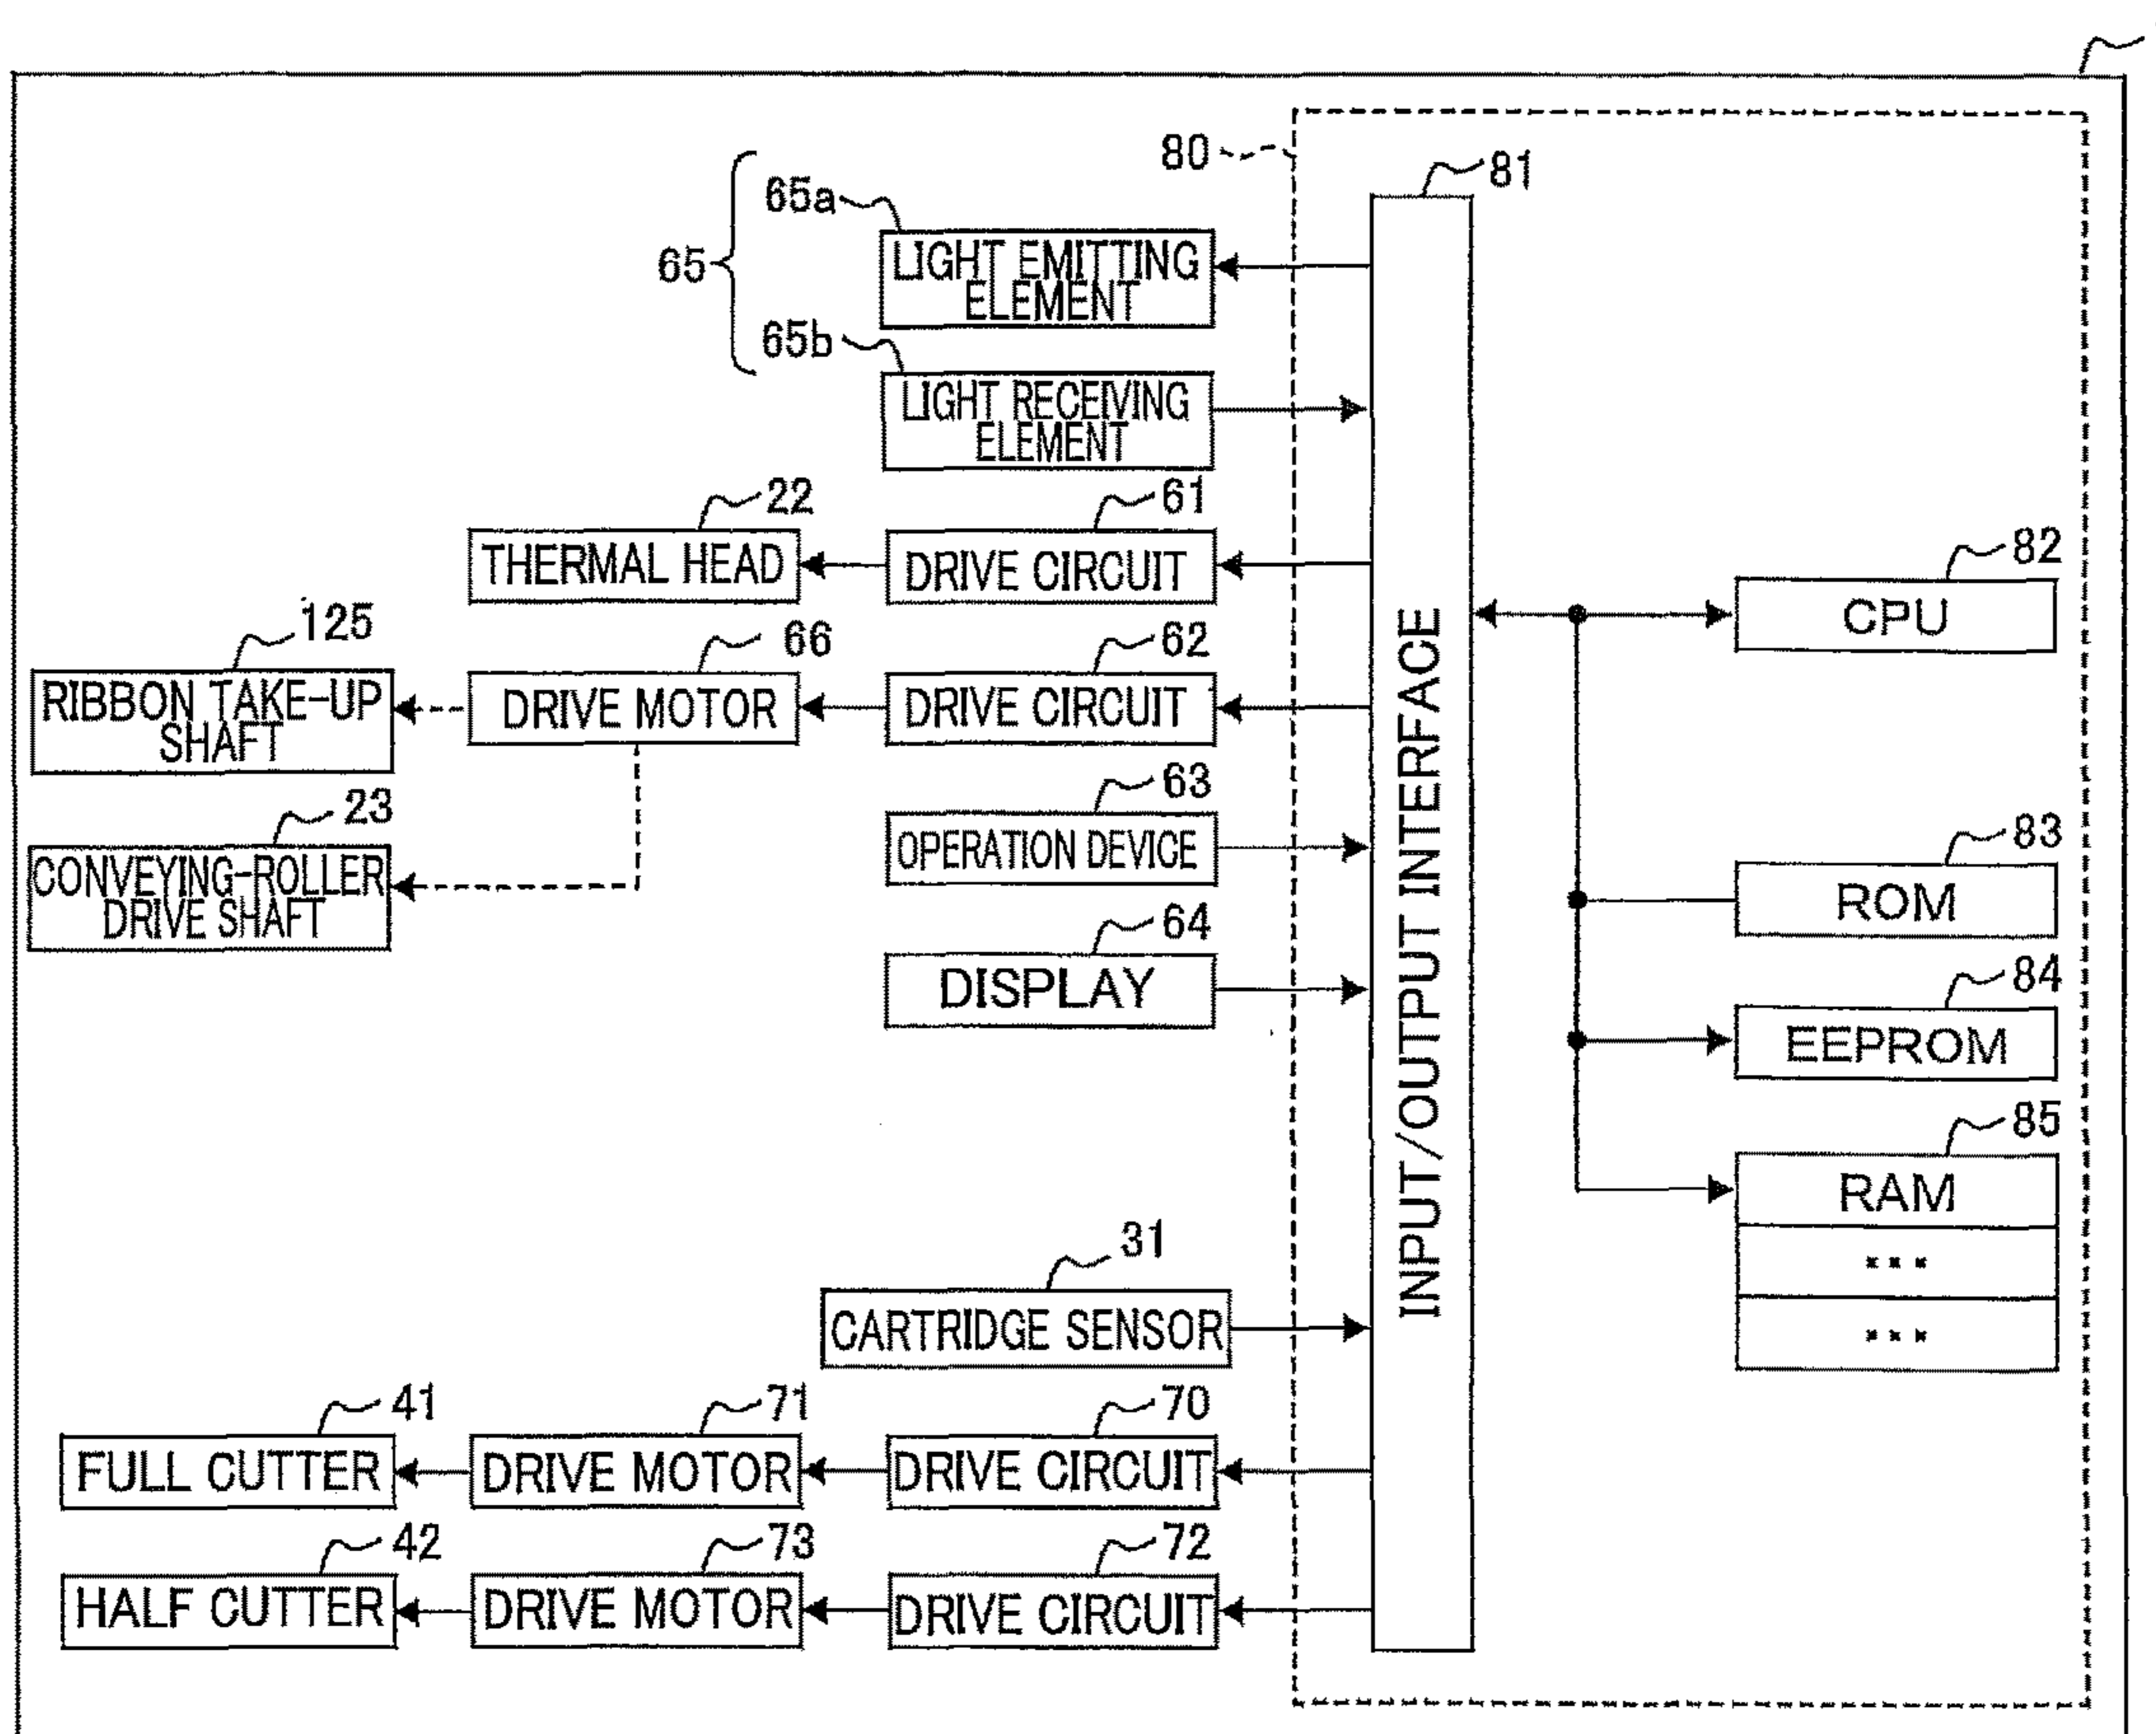 80
81
65a
65
LIGHT EMITTING
ELEMENT
65b
LIGHT RECEIVING
ELEMENT
22
61
THERMAL HEAD
DRIVE CIRCUIT
82
CPU
125
66
62
RIBBON TAKE-UP
SHAFT
DRIVE MOTOR
DRIVE CIRCUIT
INPUT/OUTPUT INTERFACE
23
63
CONVEYING-ROLLER
DRIVE SHAFT
OPERATION DEVICE
83
ROM
64
DISPLAY
84
EEPROM
85
RAM
...
...
31
CARTRIDGE SENSOR
41
71
70
FULL CUTTER
DRIVE MOTOR
DRIVE CIRCUIT
42
73
72
HALF CUTTER
DRIVE MOTOR
DRIVE CIRCUIT